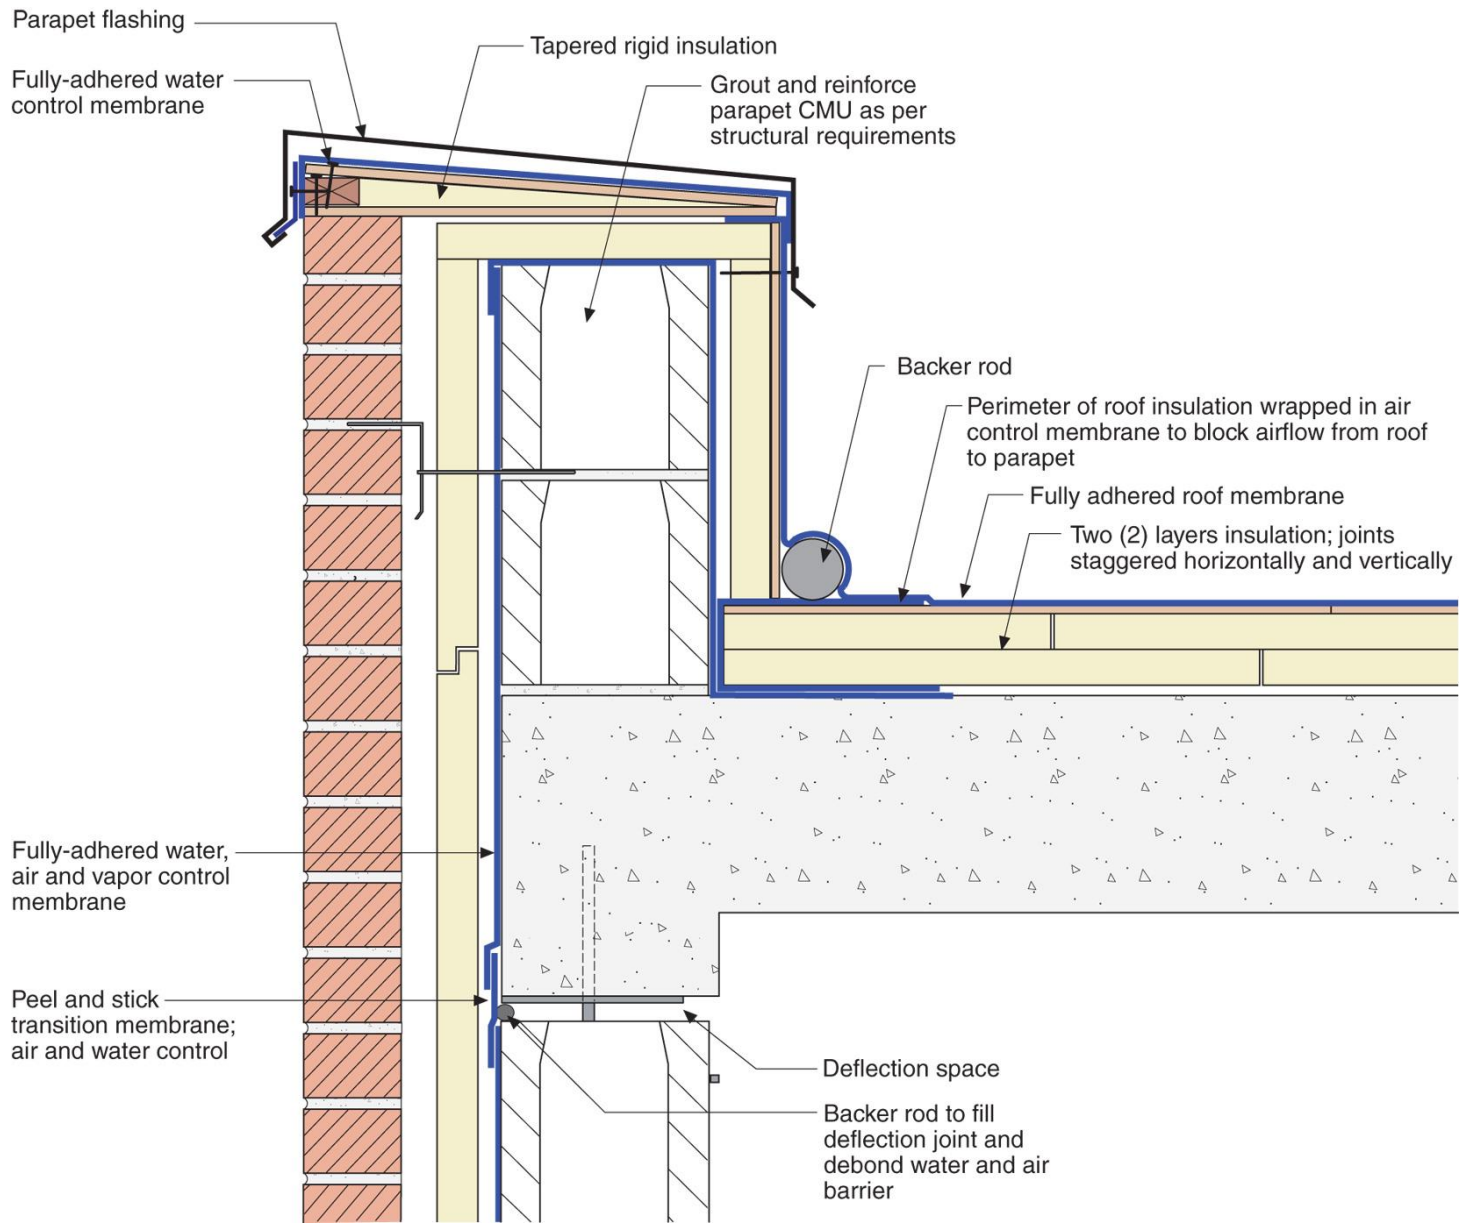 Parapet flashing
Tapered rigid insulation
Fully-adhered water
control membrane
Grout and reinforce
parapet CMU as per
structural requirements
Backer rod
Perimeter of roof insulation wrapped in air
control membrane to block airflow from roof
to parapet
Fully adhered roof membrane
Two (2) layers insulation; joints
staggered horizontally and vertically
Fully-adhered water,
air and vapor control
membrane
Peel and stick
transition membrane;
air and water control
Deflection space
Backer rod to fill
deflection joint and
debond water and air
barrier